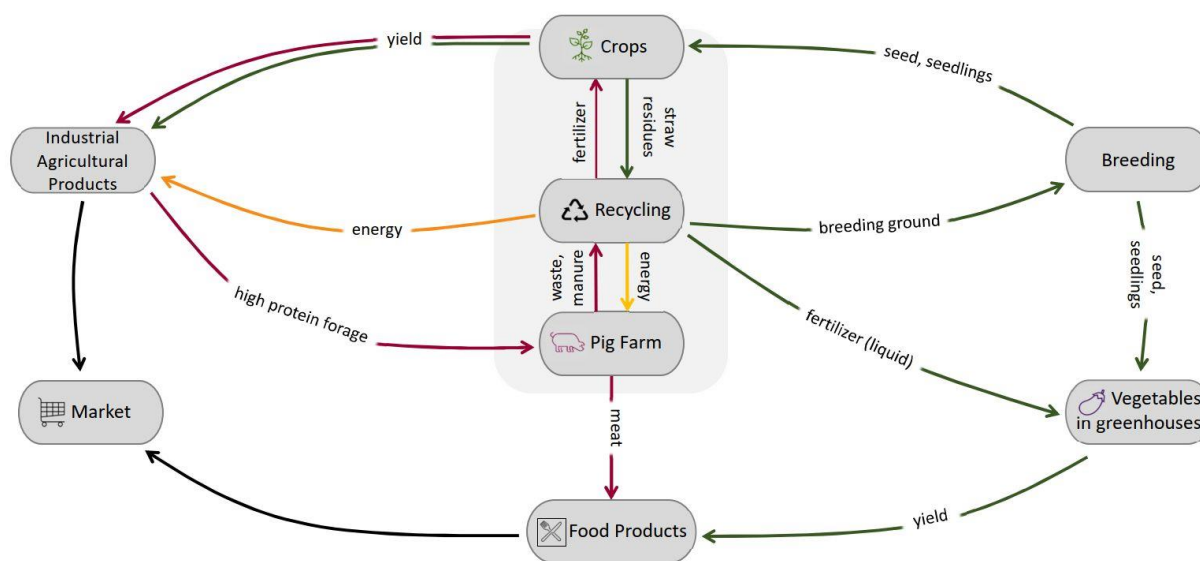 yield
Crops
seed, seedlings
fertilizer
straw
residues
Industrial
Agricultural
Products
Breeding
Recycling
energy
breeding ground
waste,
manure
energy
seed,
seedlings
high protein forage
Pig Farm
fertilizer (liquid)
Market
Vegetables
in greenhouses
meat
Food Products
yield